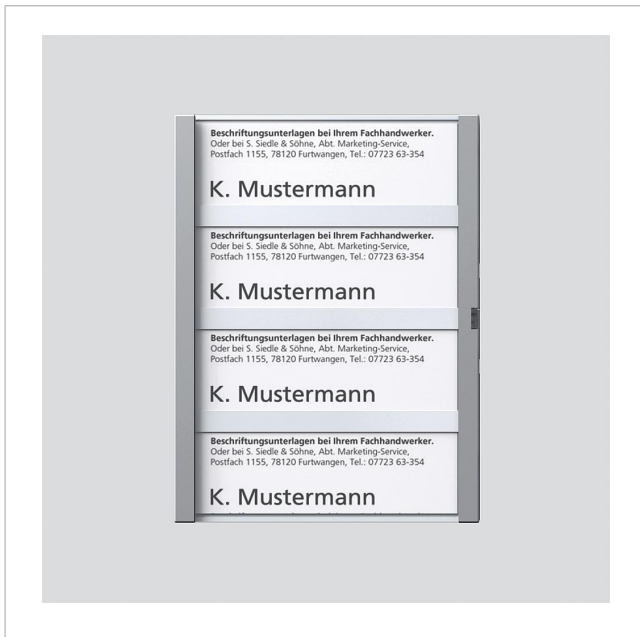 Beschriftungsunterlagen bei Ihrem Fachhandwerker.
Oder bei S. Siedle & Söhne, Abt. Marketing-Service,
Postfach 1155, 78120 Furtwangen, Tel.: 07723 63-354
K. Mustermann
Beschriftungsunterlagen bei Ihrem Fachhandwerker.
Oder bei S. Siedle & Söhne, Abt. Marketing-Service,
Postfach 1155, 78120 Furtwangen, Tel.: 07723 63-354
K. Mustermann
Beschriftungsunterlagen bei Ihrem Fachhandwerker.
Oder bei S. Siedle & Söhne, Abt. Marketing-Service,
Postfach 1155, 78120 Furtwangen, Tel.: 07723 63-354
K. Mustermann
Beschriftungsunterlagen bei Ihrem Fachhandwerker.
Oder bei S. Siedle & Söhne, Abt. Marketing-Service,
Postfach 1155, 78120 Furtwangen, Tel.: 07723 63-354
K. Mustermann